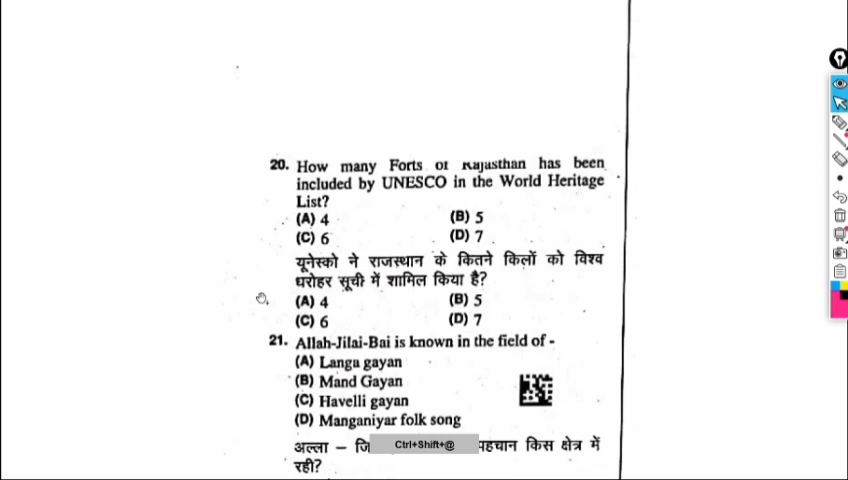 20. How many Forts of Rajasthan has been
included by UNESCO in the World Heritage
List?
(A) 4 (B) 5
(C) 6 (D) 7
यूनेस्को ने राजस्थान के कितने किलों को विश्व
धरोहर सूची में शामिल किया है?
(A) 4 (B) 5
(C) 6 (D) 7
21. Allah-Jilai-Bai is known in the field of -
(A) Langa gayan
(B) Mand Gayan
(C) Havelli gayan
(D) Manganiyar folk song
अल्ला – Ctrl+Shift+@ पहचान किस क्षेत्र में
रही?